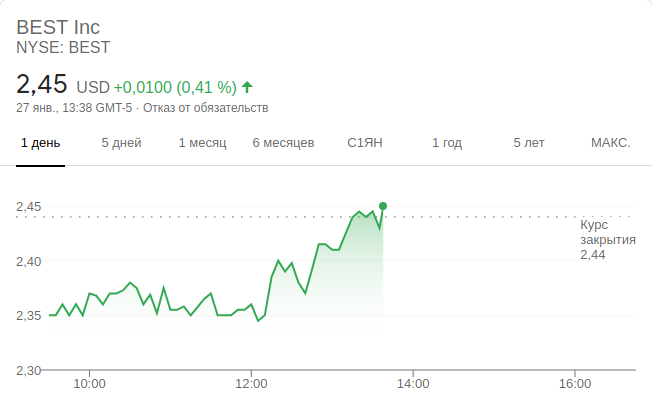 BEST Inc
NYSE: BEST
2,45 USD +0,0100 (0,41 %)
27 янв., 13:38 GMT-5 · Отказ от обязательств
1 день 5 дней 1 месяц 6 месяцев С1ЯН 1 год 5 лет МАКС.
2,45
Курс
закрытия
2,44
2,40
2,35
2,30
10:00 12:00 14:00 16:00